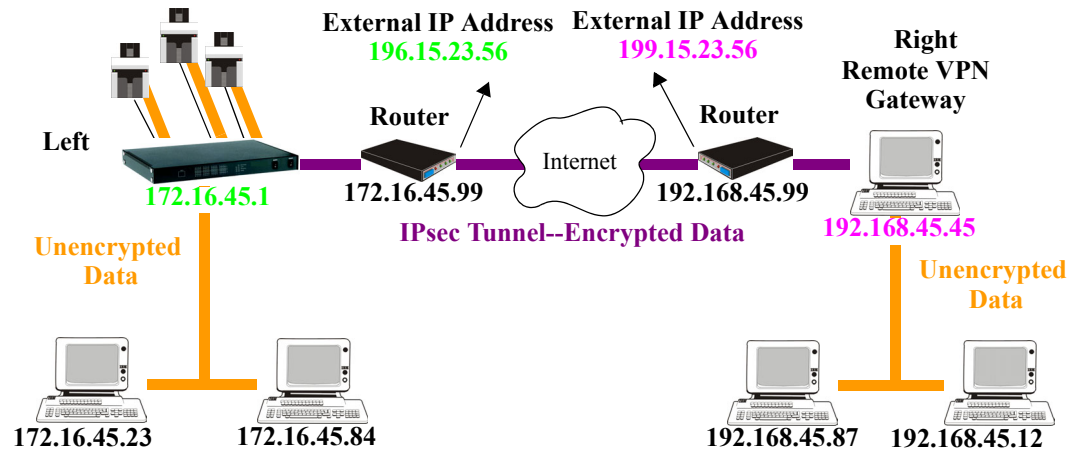 External IP Address
196.15.23.56
External IP Address
199.15.23.56
Right
Remote VPN
Gateway
Left
Router
Router
Internet
172.16.45.1
172.16.45.99
192.168.45.99
192.168.45.45
IPsec Tunnel--Encrypted Data
Unencrypted
Data
Unencrypted
Data
172.16.45.23
172.16.45.84
192.168.45.87
192.168.45.12